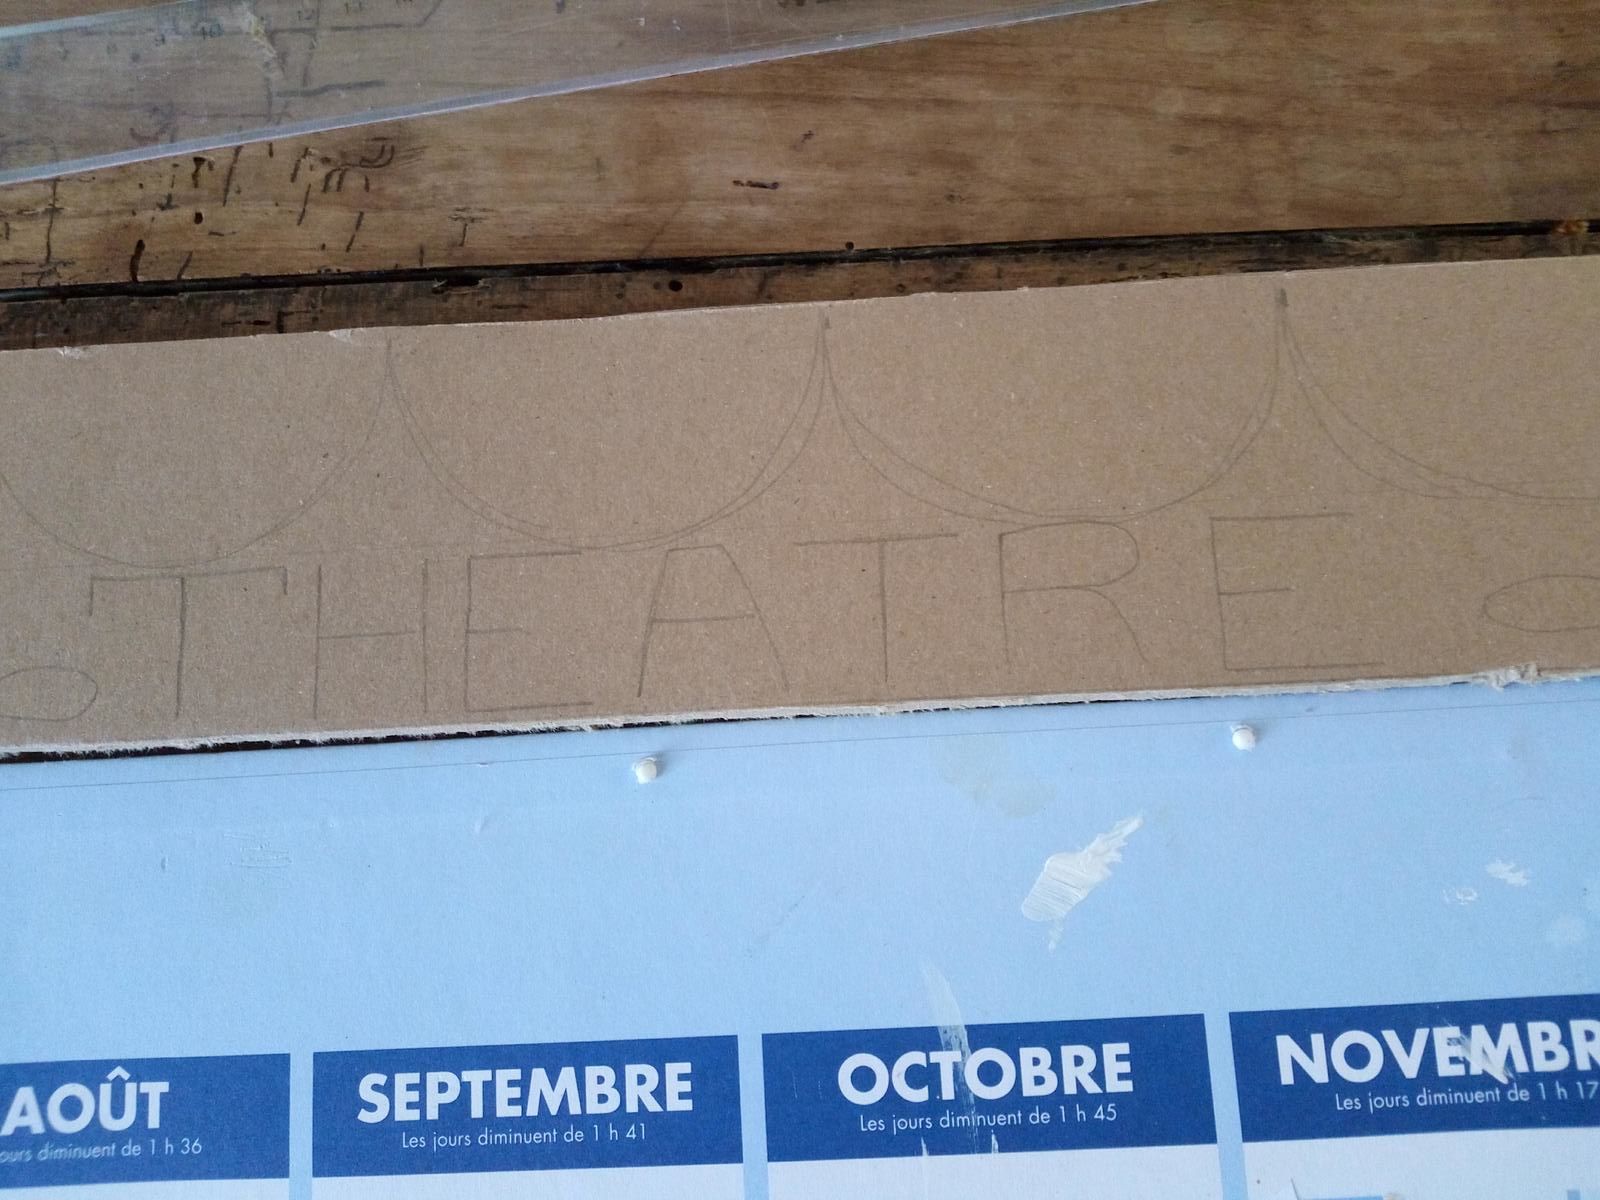 THEATRE
AOÛT
jours diminuent de 1 h 36
SEPTEMBRE
Les jours diminuent de 1 h 41
OCTOBRE
Les jours diminuent de 1 h 45
NOVEMBR
Les jours diminuent de 1 h 17